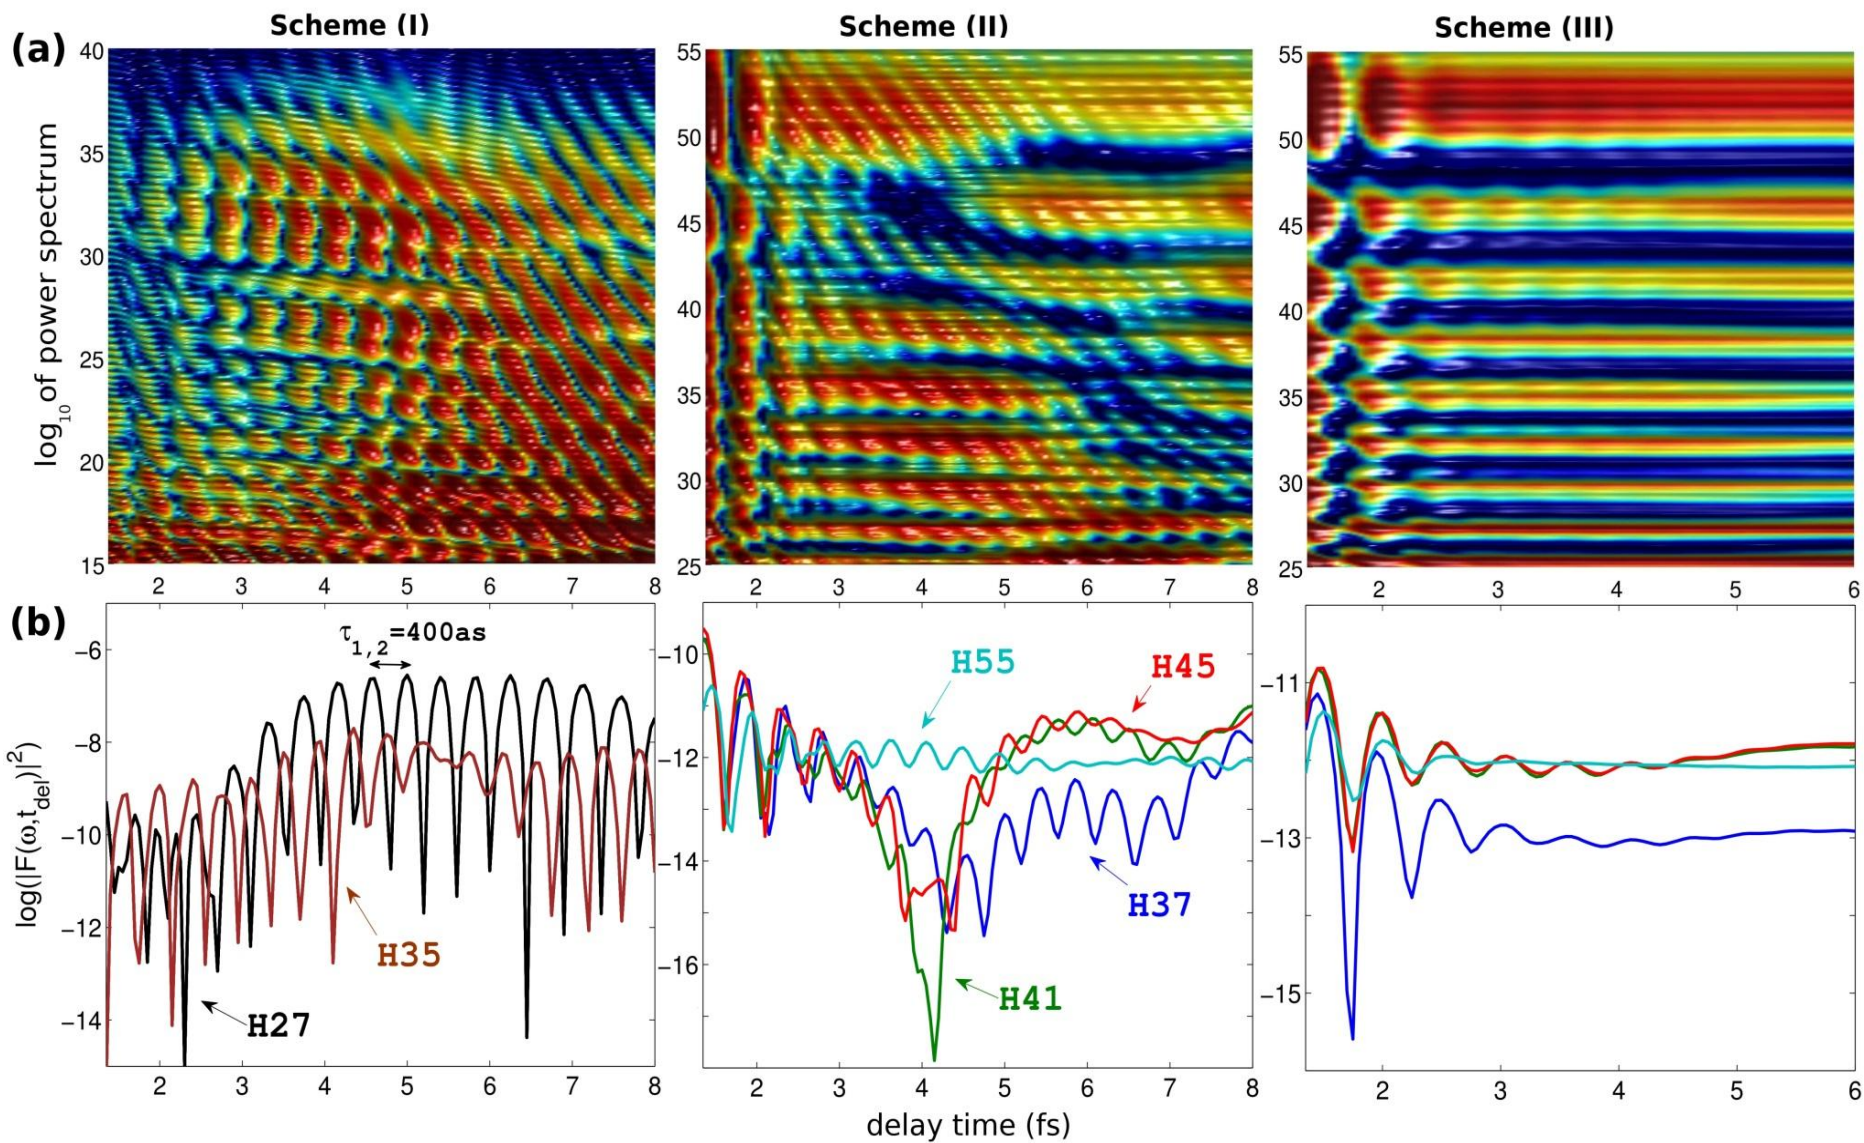 Scheme (I) Scheme (II) Scheme (III)
(a)
log10 of power spectrum
40 35 30 25 20 15
55 50 45 40 35 30 25
55 50 45 40 35 30 25
2 3 4 5 6 7 8
2 3 4 5 6 7 8
2 3 4 5 6
(b)
log(|F(ω,tdel)|²)
−6 −8 −10 −12 −14
τ1,2=400as
H35
H27
−10 −12 −14 −16
H55
H45
H37
H41
−11 −13 −15
2 3 4 5 6 7 8
2 3 4 5 6 7 8
2 3 4 5 6
delay time (fs)